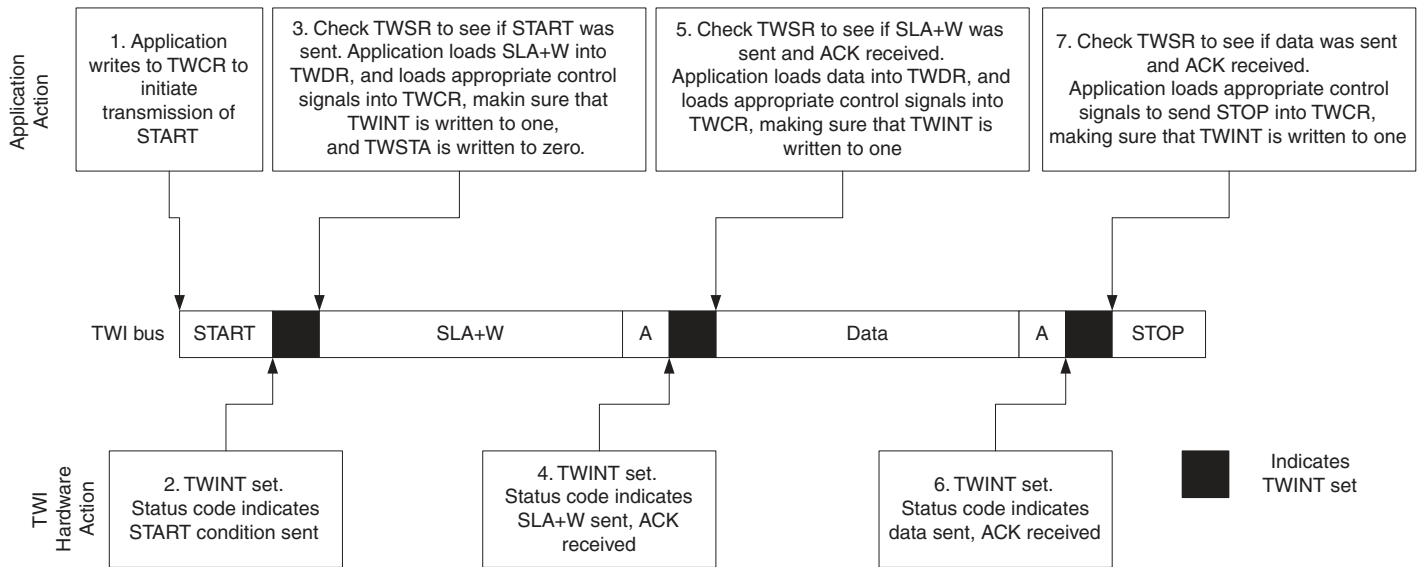 Application
Action
1. Application
writes to TWCR to
initiate
transmission of
START
3. Check TWSR to see if START was
sent. Application loads SLA+W into
TWDR, and loads appropriate control
signals into TWCR, makin sure that
TWINT is written to one,
and TWSTA is written to zero.
5. Check TWSR to see if SLA+W was
sent and ACK received.
Application loads data into TWDR, and
loads appropriate control signals into
TWCR, making sure that TWINT is
written to one
7. Check TWSR to see if data was sent
and ACK received.
Application loads appropriate control
signals to send STOP into TWCR,
making sure that TWINT is written to one
TWI bus
START
SLA+W
A
Data
A
STOP
TWI
Hardware
Action
2. TWINT set.
Status code indicates
START condition sent
4. TWINT set.
Status code indicates
SLA+W sent, ACK
received
6. TWINT set.
Status code indicates
data sent, ACK received
Indicates
TWINT set